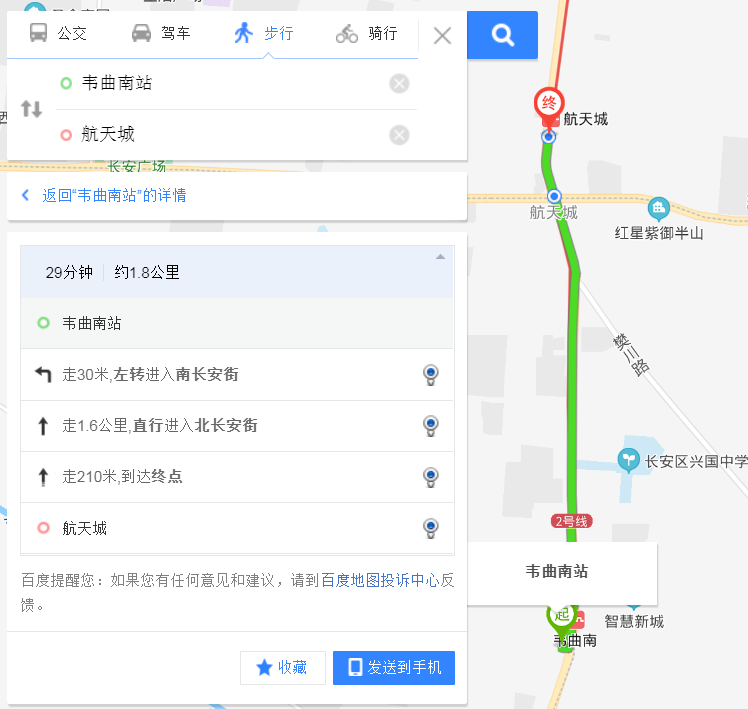 公交
驾车
步行
骑行
韦曲南站
航天城
长安广场
返回“韦曲南站”的详情
29分钟
约1.8公里
韦曲南站
走30米,左转进入南长安街
走1.6公里,直行进入北长安街
走210米,到达终点
航天城
百度提醒您：如果您有任何意见和建议，请到百度地图投诉中心反
馈。
收藏
发送到手机
终
航天城
航天城
红星紫御半山
樊川路
长安区兴国中学
2号线
韦曲南站
起
智慧新城
韦曲南